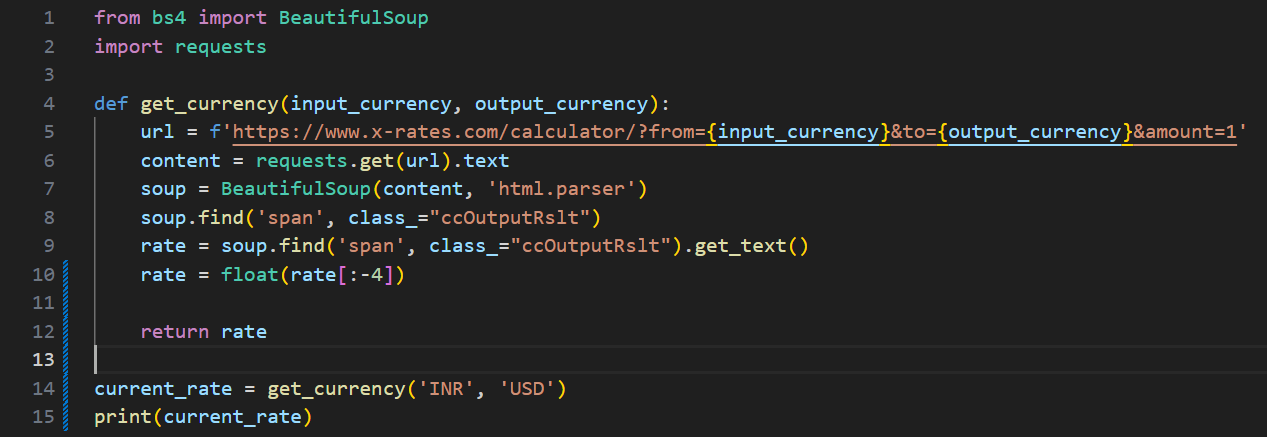 1 from bs4 import BeautifulSoup
2 import requests
3
4 def get_currency(input_currency, output_currency):
5     url = f'https://www.x-rates.com/calculator/?from={input_currency}&to={output_currency}&amount=1'
6     content = requests.get(url).text
7     soup = BeautifulSoup(content, 'html.parser')
8     soup.find('span', class_="ccOutputRslt")
9     rate = soup.find('span', class_="ccOutputRslt").get_text()
10     rate = float(rate[:-4])
11
12     return rate
13
14 current_rate = get_currency('INR', 'USD')
15 print(current_rate)